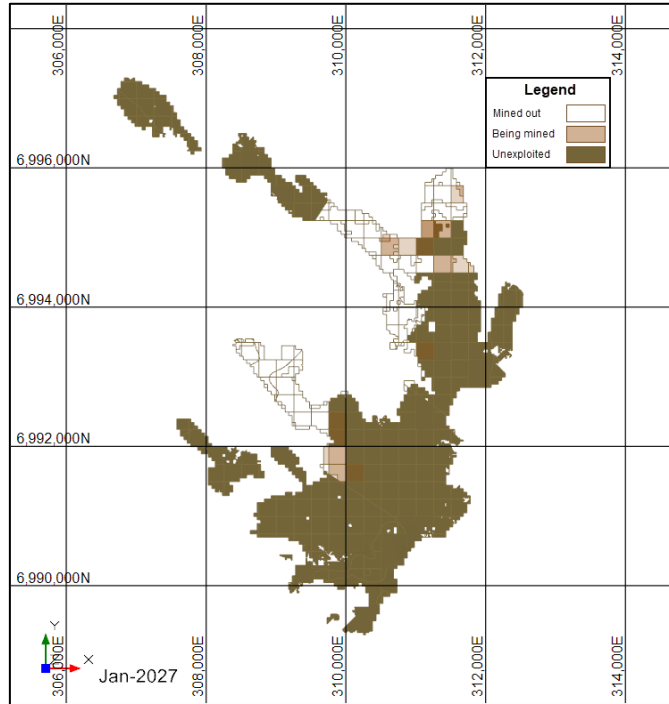 306,000E
308,000E
310,000E
312,000E
314,000E
Legend
Mined out
Being mined
Unexploited
6,996,000N
6,994,000N
6,992,000N
6,990,000N
Y
X
Jan-2027
308,000E
310,000E
312,000E
314,000E